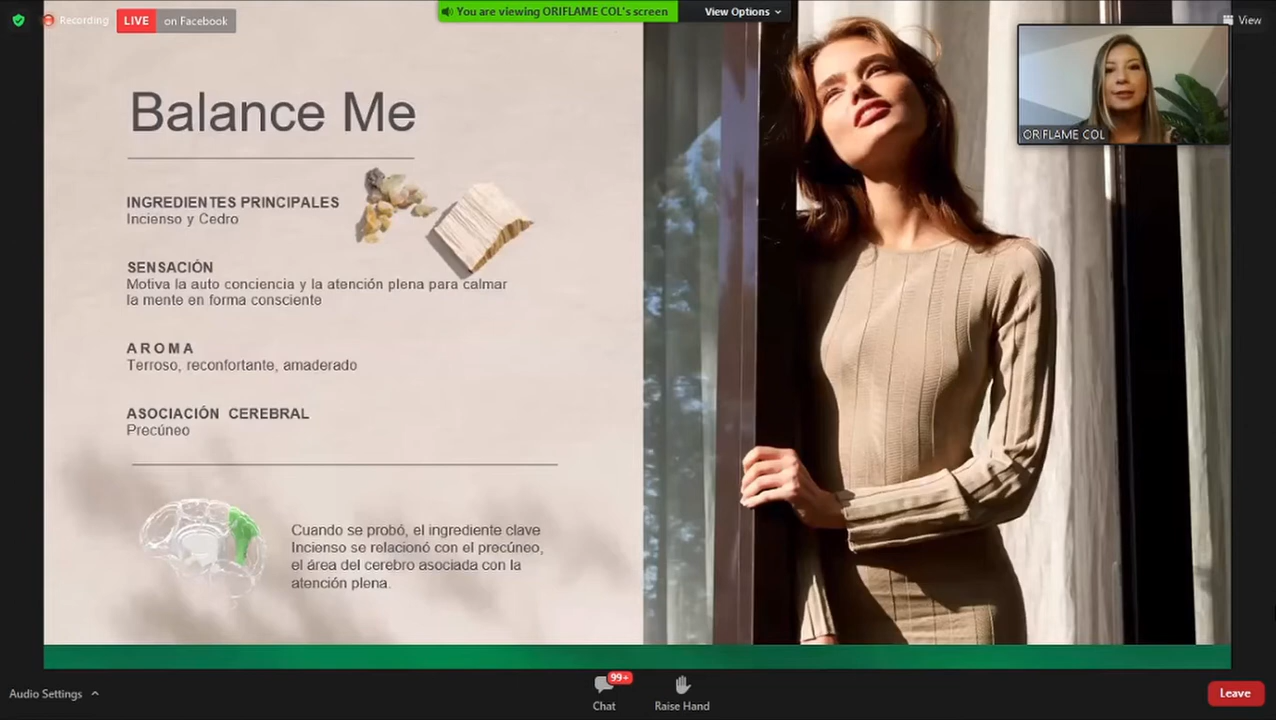 Recording
LIVE on Facebook
You are viewing ORIFLAME COL's screen
View Options
View
ORIFLAME COL
Balance Me
INGREDIENTES PRINCIPALES
Incienso y Cedro
SENSACIÓN
Motiva la auto conciencia y la atención plena para calmar
la mente en forma consciente
AROMA
Terroso, reconfortante, amaderado
ASOCIACIÓN CEREBRAL
Precúneo
Cuando se probó, el ingrediente clave
Incienso se relacionó con el precúneo,
el área del cerebro asociada con la
atención plena.
Audio Settings
99+
Chat
Raise Hand
Leave